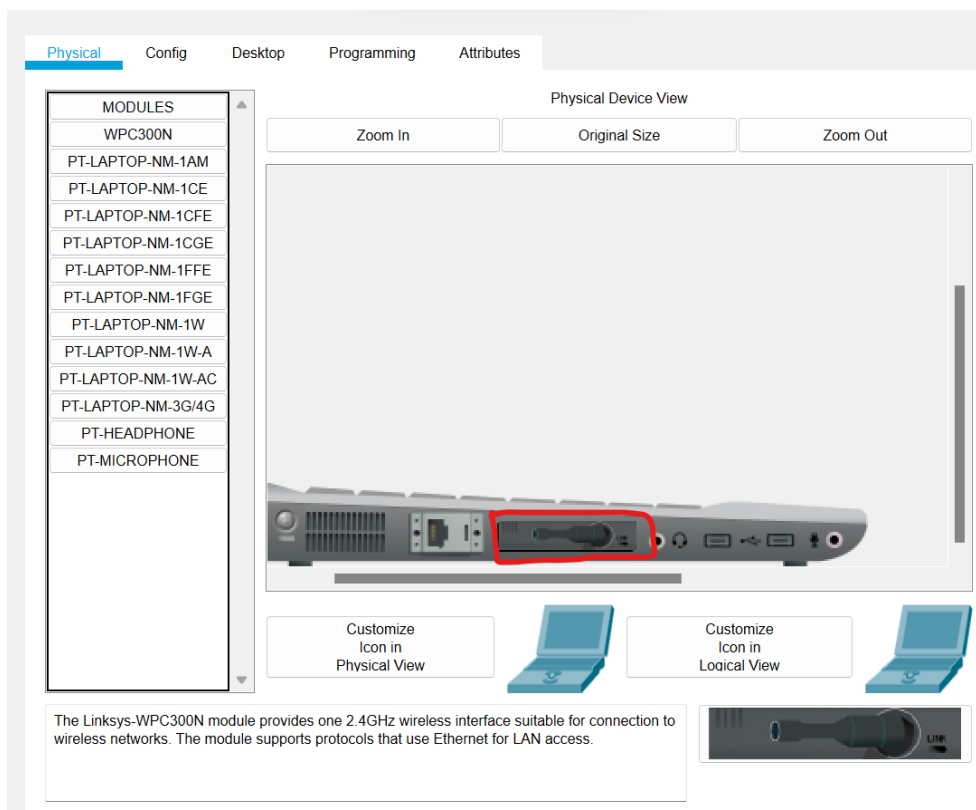 Physical
Config
Desktop
Programming
Attributes
MODULES
WPC300N
PT-LAPTOP-NM-1AM
PT-LAPTOP-NM-1CE
PT-LAPTOP-NM-1CFE
PT-LAPTOP-NM-1CGE
PT-LAPTOP-NM-1FFE
PT-LAPTOP-NM-1FGE
PT-LAPTOP-NM-1W
PT-LAPTOP-NM-1W-A
PT-LAPTOP-NM-1W-AC
PT-LAPTOP-NM-3G/4G
PT-HEADPHONE
PT-MICROPHONE
Physical Device View
Zoom In
Original Size
Zoom Out
Customize
Icon in
Physical View
Customize
Icon in
Logical View
The Linksys-WPC300N module provides one 2.4GHz wireless interface suitable for connection to
wireless networks. The module supports protocols that use Ethernet for LAN access.
LINK